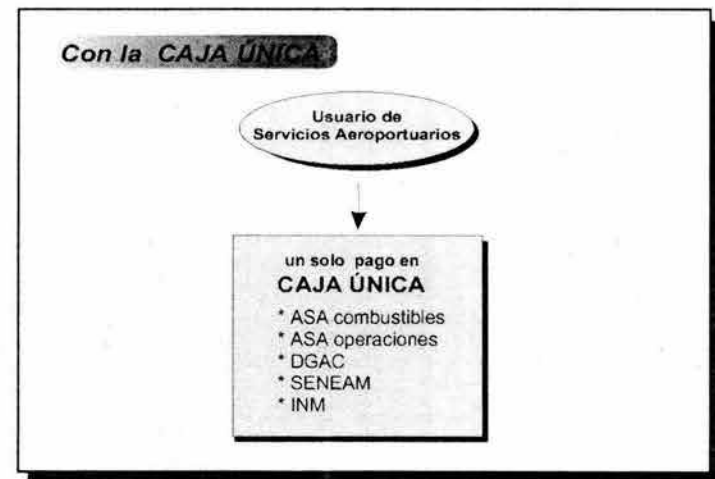 Con la CAJA ÚNICA
Usuario de
Servicios Aeroportuarios
un solo pago en
CAJA ÚNICA
* ASA combustibles
* ASA operaciones
* DGAC
* SENEAM
* INM